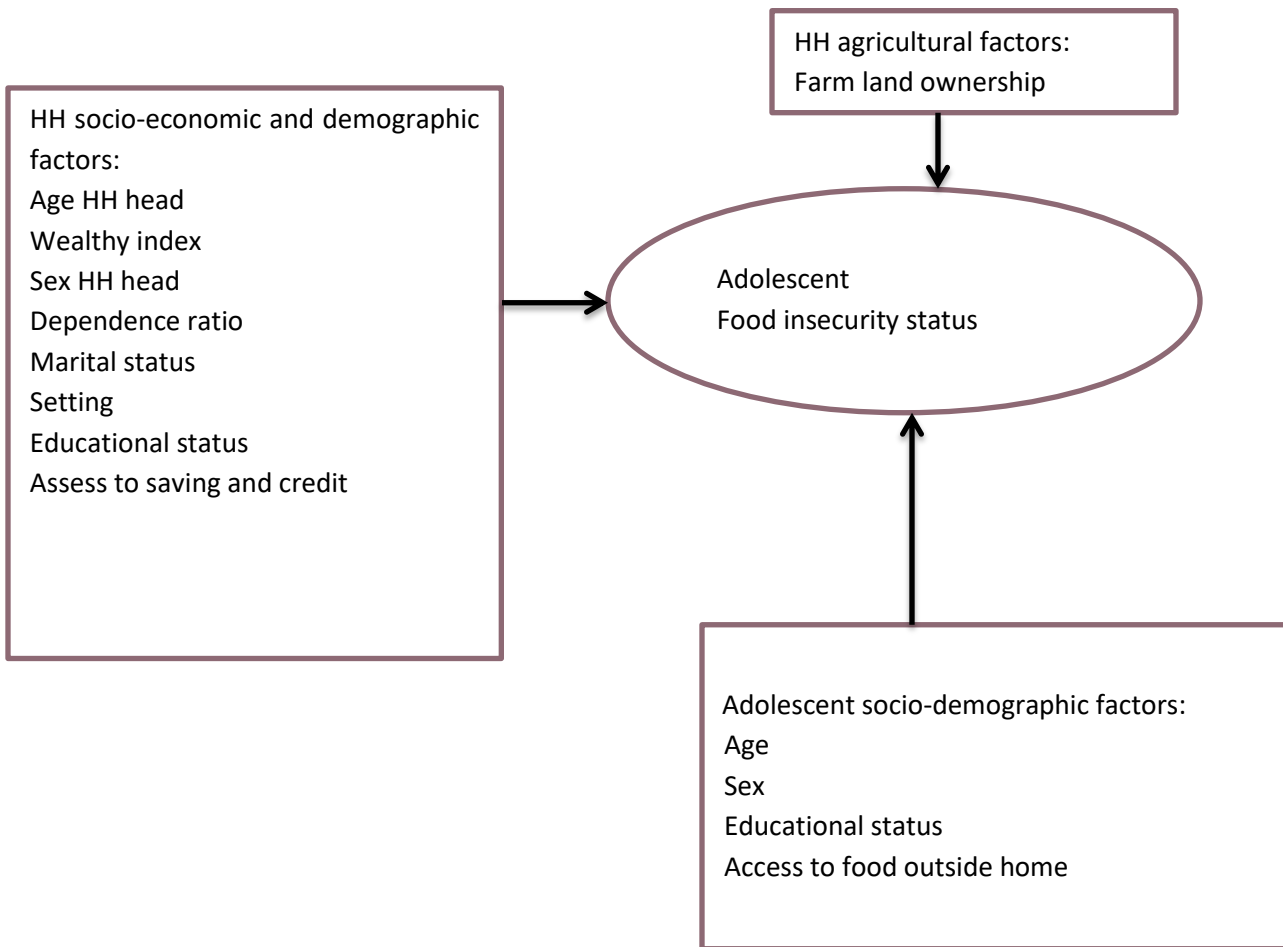 HH agricultural factors:
Farm land ownership
HH socio-economic and demographic
factors:
Age HH head
Wealthy index
Sex HH head
Dependence ratio
Marital status
Setting
Educational status
Assess to saving and credit
Adolescent
Food insecurity status
Adolescent socio-demographic factors:
Age
Sex
Educational status
Access to food outside home